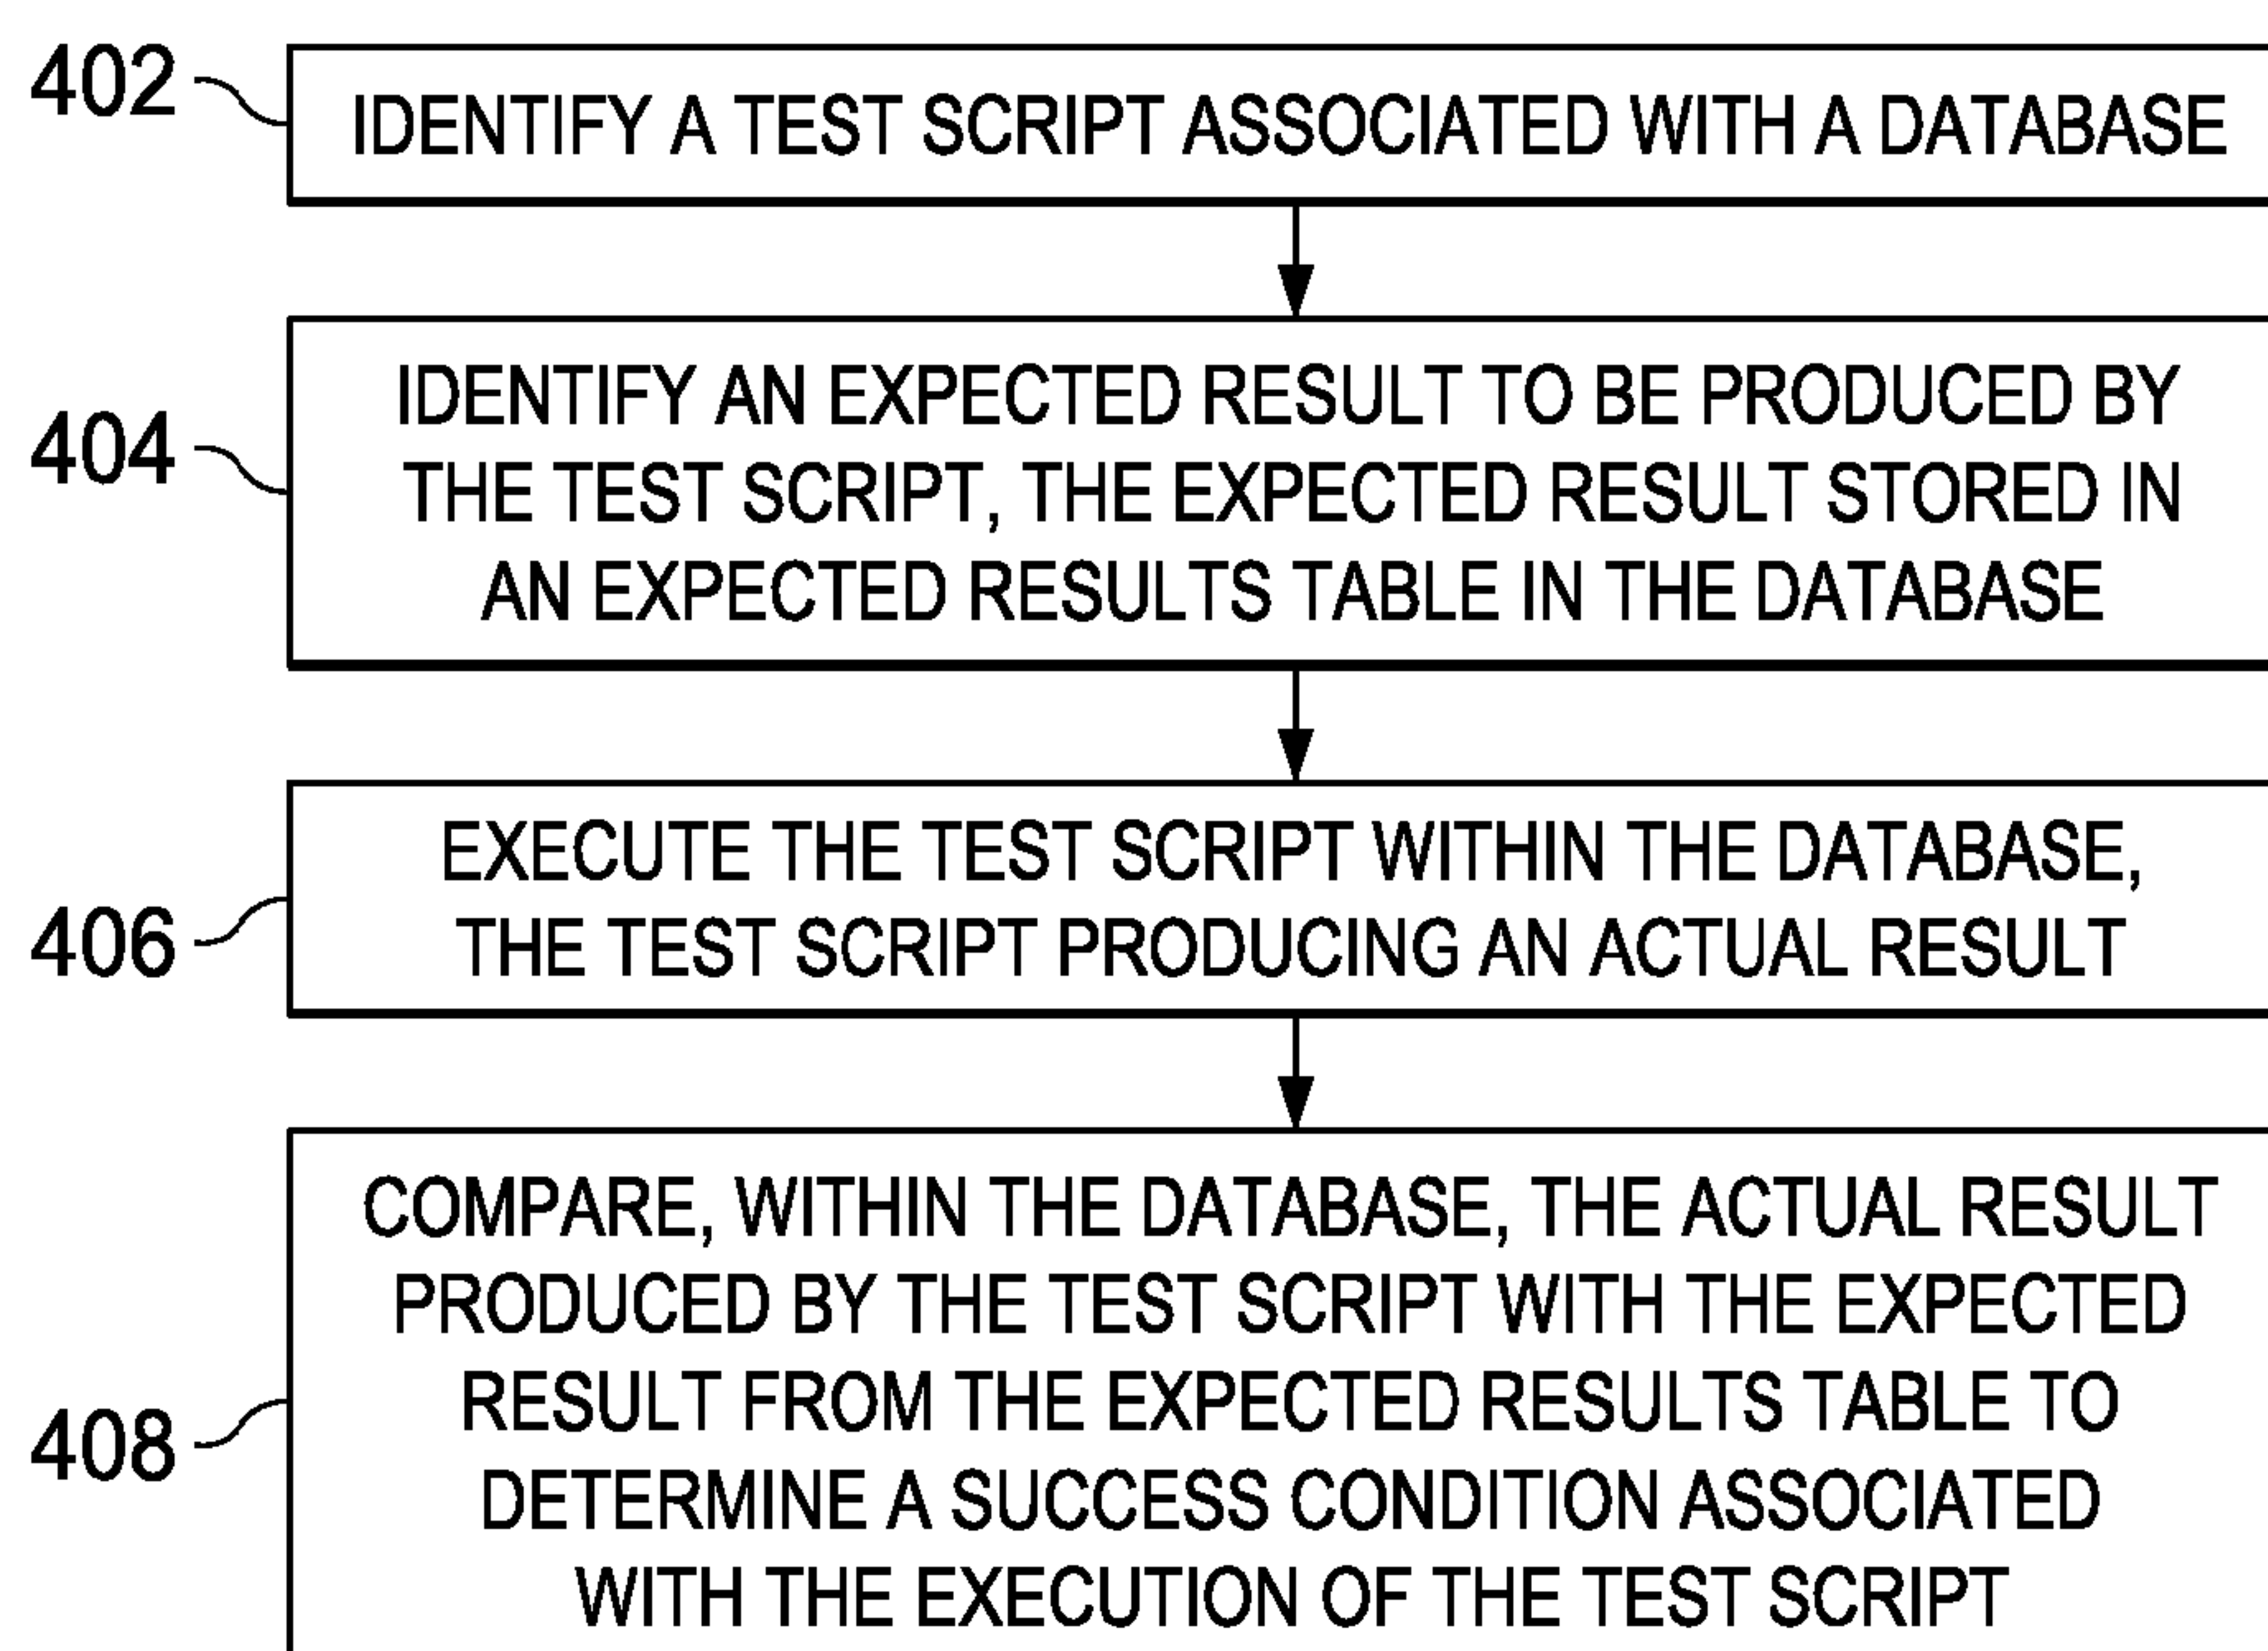 402
IDENTIFY A TEST SCRIPT ASSOCIATED WITH A DATABASE
404
IDENTIFY AN EXPECTED RESULT TO BE PRODUCED BY
THE TEST SCRIPT, THE EXPECTED RESULT STORED IN
AN EXPECTED RESULTS TABLE IN THE DATABASE
406
EXECUTE THE TEST SCRIPT WITHIN THE DATABASE,
THE TEST SCRIPT PRODUCING AN ACTUAL RESULT
408
COMPARE, WITHIN THE DATABASE, THE ACTUAL RESULT
PRODUCED BY THE TEST SCRIPT WITH THE EXPECTED
RESULT FROM THE EXPECTED RESULTS TABLE TO
DETERMINE A SUCCESS CONDITION ASSOCIATED
WITH THE EXECUTION OF THE TEST SCRIPT